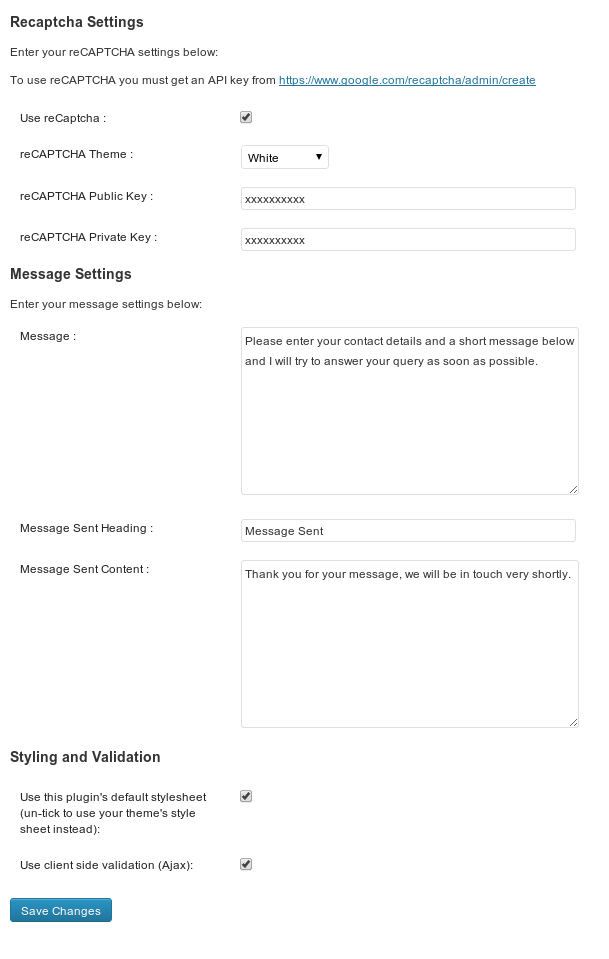 Recaptcha Settings
Enter your reCAPTCHA settings below:
To use reCAPTCHA you must get an API key from https://www.google.com/recaptcha/admin/create
Use reCaptcha :
reCAPTCHA Theme :
White
reCAPTCHA Public Key :
xxxxxxxxxx
reCAPTCHA Private Key :
xxxxxxxxxx
Message Settings
Enter your message settings below:
Message :
Please enter your contact details and a short message below
and I will try to answer your query as soon as possible.
Message Sent Heading :
Message Sent
Message Sent Content :
Thank you for your message, we will be in touch very shortly.
Styling and Validation
Use this plugin's default stylesheet
(un-tick to use your theme's style
sheet instead):
Use client side validation (Ajax):
Save Changes